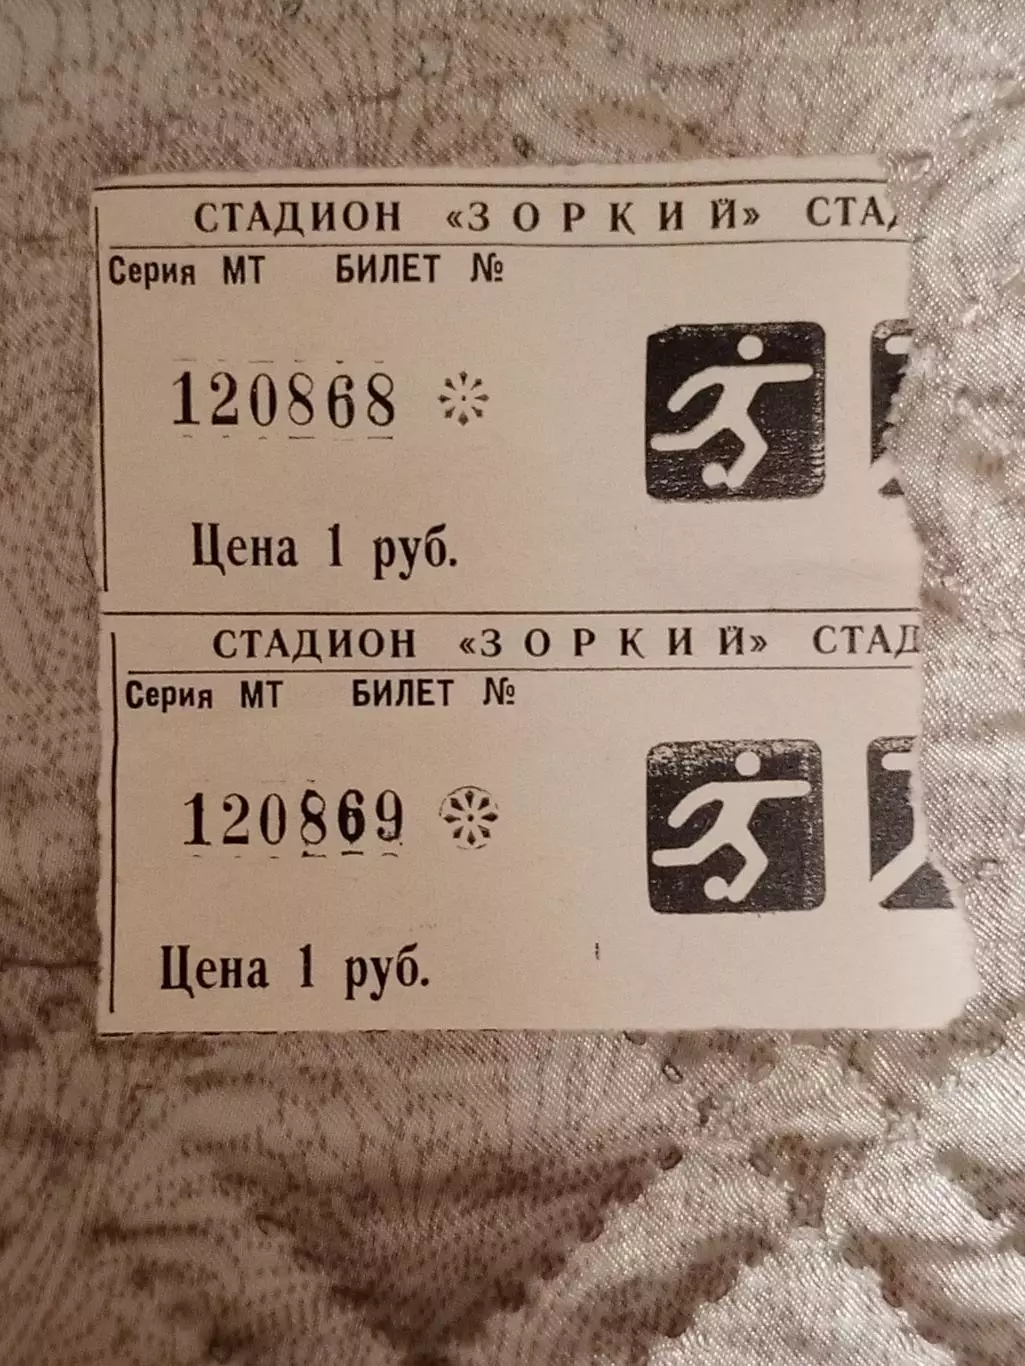 СТАДИОН «ЗОРКИЙ» СТАД
Серия МТ БИЛЕТ №
120868
Цена 1 руб.
СТАДИОН «ЗОРКИЙ» СТАД
Серия МТ БИЛЕТ №
120869
Цена 1 руб.